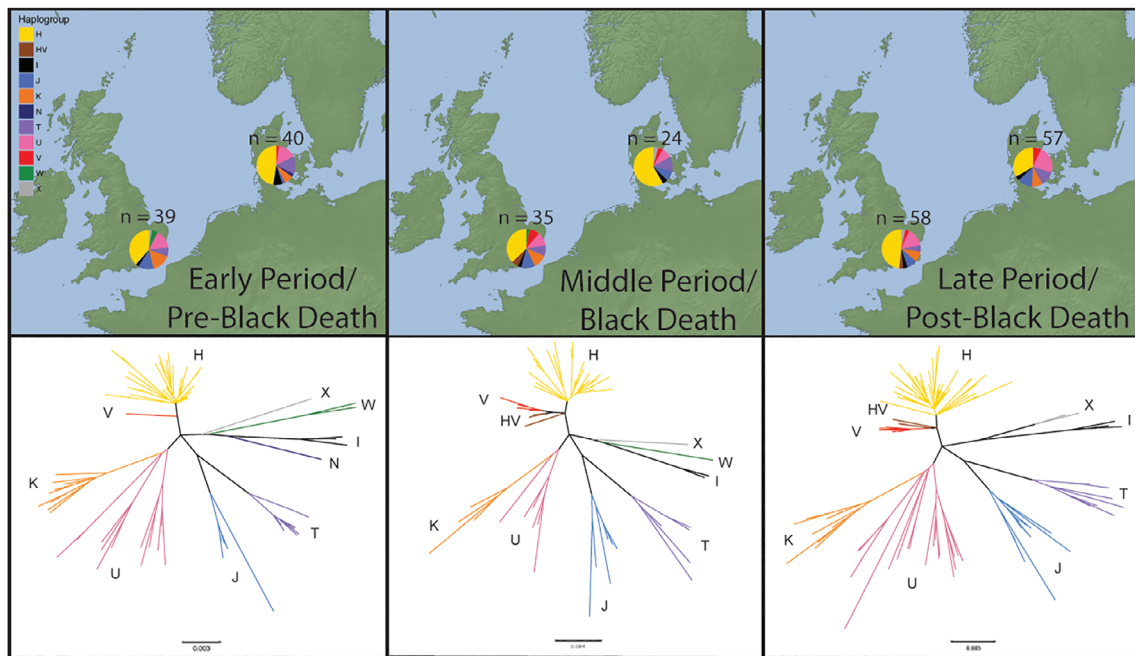 Haplogroup
H
HV
I
J
K
N
T
U
V
W
X
n = 40
n = 39
Early Period/
Pre-Black Death
n = 24
n = 35
Middle Period/
Black Death
n = 57
n = 58
Late Period/
Post-Black Death
H
X
W
V
I
N
K
T
U
J
0.003
H
V
HV
X
W
I
K
U
T
J
H
HV
X
I
V
T
K
J
U